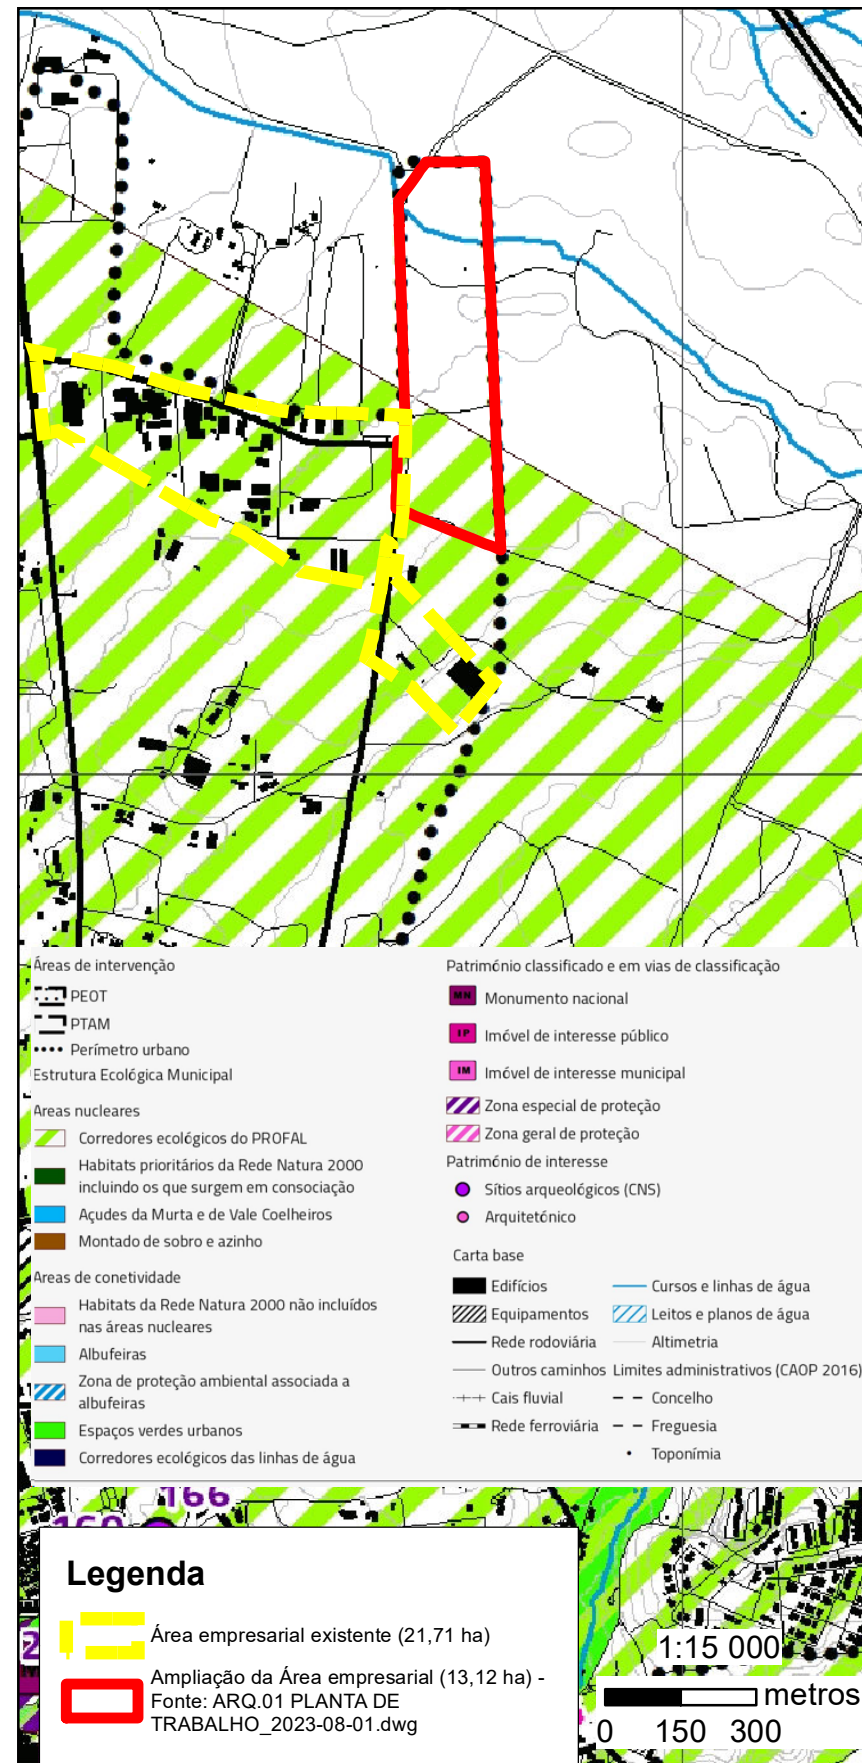 Áreas de intervenção
PEOT
PTAM
Perímetro urbano
Estrutura Ecológica Municipal
Areas nucleares
Corredores ecológicos do PROFAL
Habitats prioritários da Rede Natura 2000
incluindo os que surgem em consociação
Açudes da Murta e de Vale Coelheiros
Montado de sobro e azinho
Areas de conetividade
Habitats da Rede Natura 2000 não incluídos
nas áreas nucleares
Albufeiras
Zona de proteção ambiental associada a
albufeiras
Espaços verdes urbanos
Corredores ecológicos das linhas de água
Património classificado e em vias de classificação
MN Monumento nacional
IP Imóvel de interesse público
IM Imóvel de interesse municipal
Zona especial de proteção
Zona geral de proteção
Património de interesse
Sítios arqueológicos (CNS)
Arquitetónico
Carta base
Edifícios
Equipamentos
Rede rodoviária
Outros caminhos
Cais fluvial
Rede ferroviária
Cursos e linhas de água
Leitos e planos de água
Altimetria
Limites administrativos (CAOP 2016)
Concelho
Freguesia
Toponímia
166
Legenda
Área empresarial existente (21,71 ha)
Ampliação da Área empresarial (13,12 ha) -
Fonte: ARQ.01 PLANTA DE
TRABALHO_2023-08-01.dwg
1:15 000
metros
0 150 300